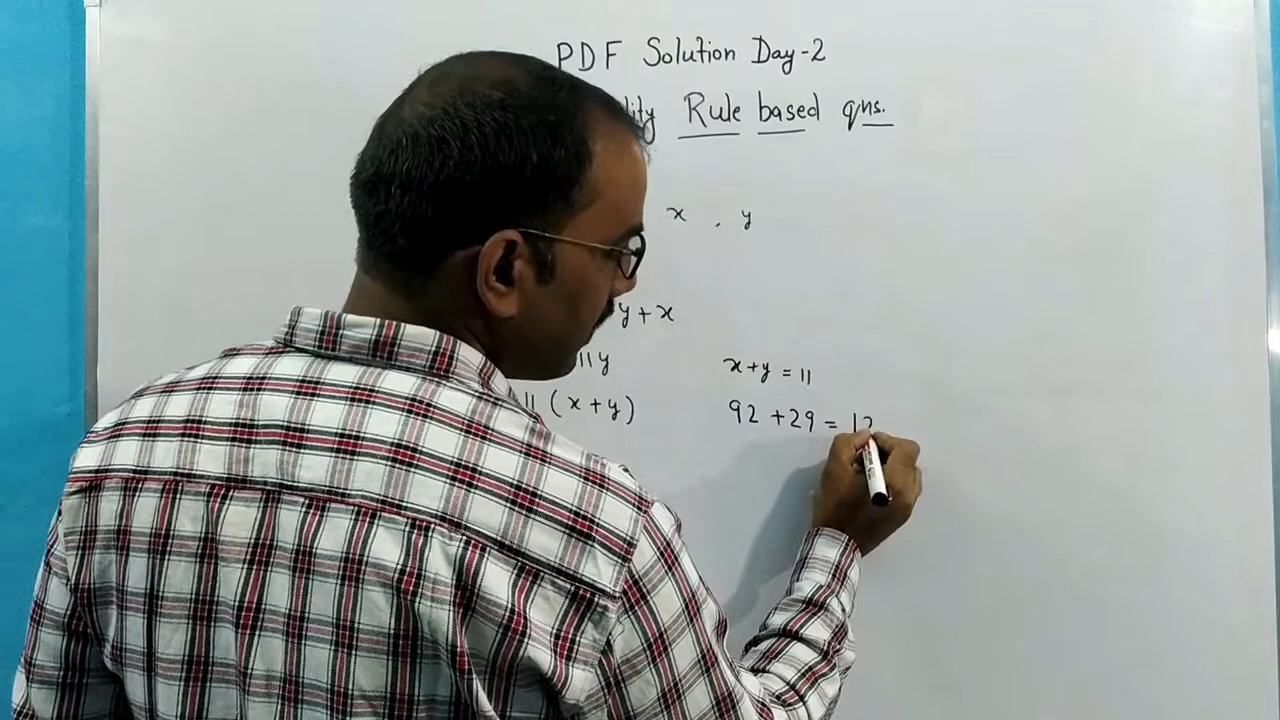 PDF Solution Day-2
Rule based qns.
x , y
y + x
11y
x + y = 11
11 (x + y)
92 + 29 = 12